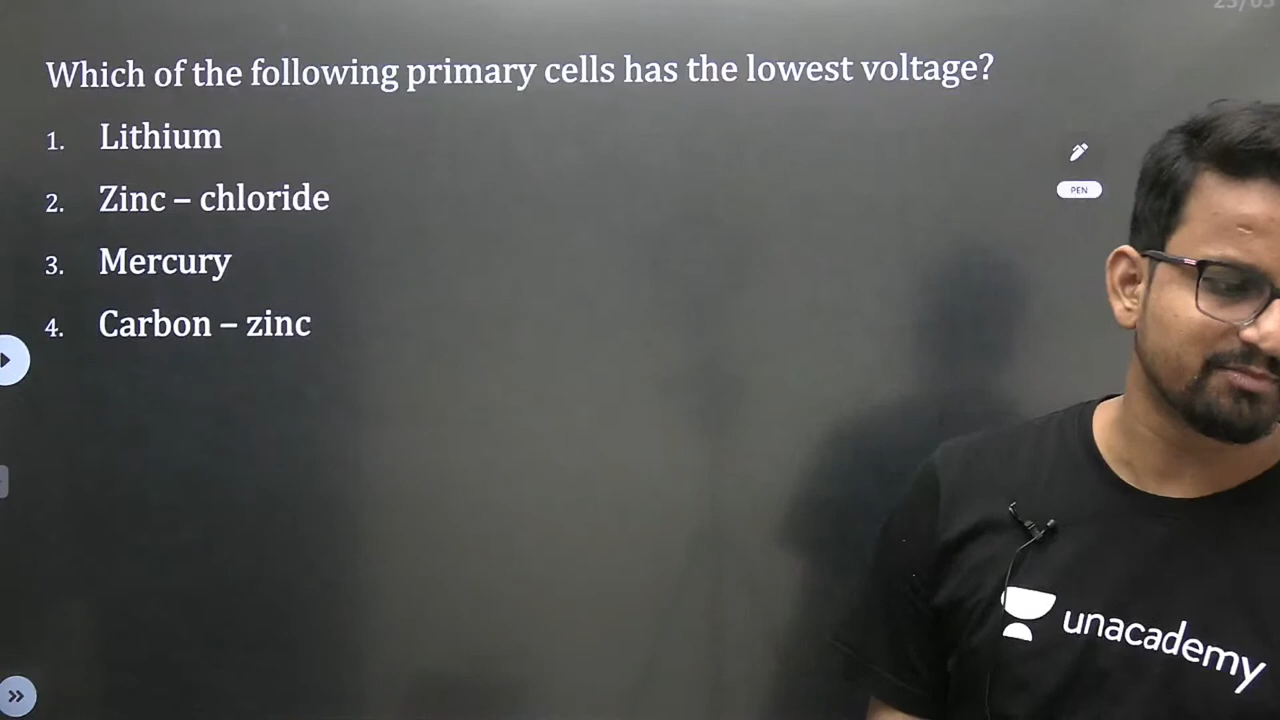 Which of the following primary cells has the lowest voltage?
1. Lithium
2. Zinc – chloride
3. Mercury
4. Carbon – zinc
PEN
unacademy